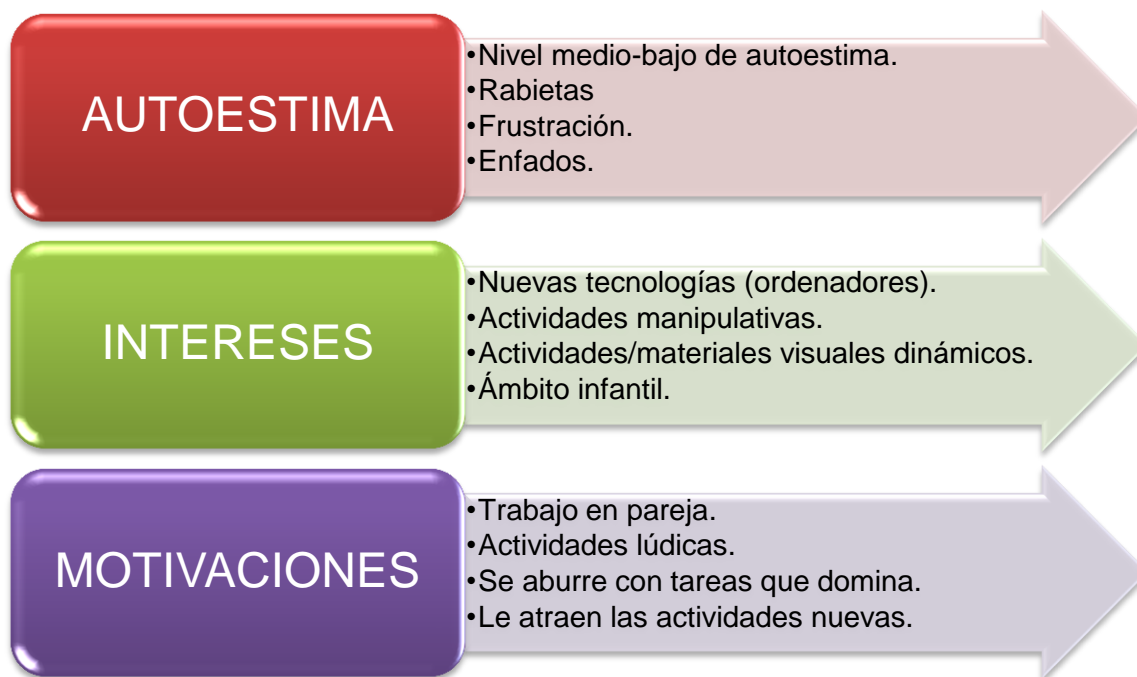 AUTOESTIMA
•Nivel medio-bajo de autoestima.
•Rabietas
•Frustración.
•Enfados.
INTERESES
•Nuevas tecnologías (ordenadores).
•Actividades manipulativas.
•Actividades/materiales visuales dinámicos.
•Ámbito infantil.
MOTIVACIONES
•Trabajo en pareja.
•Actividades lúdicas.
•Se aburre con tareas que domina.
•Le atraen las actividades nuevas.